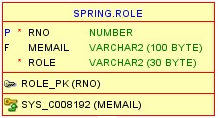 SPRING.ROLE
P * RNO NUMBER
F MEMAIL VARCHAR2 (100 BYTE)
* ROLE VARCHAR2 (30 BYTE)
ROLE_PK (RNO)
SYS_C008192 (MEMAIL)